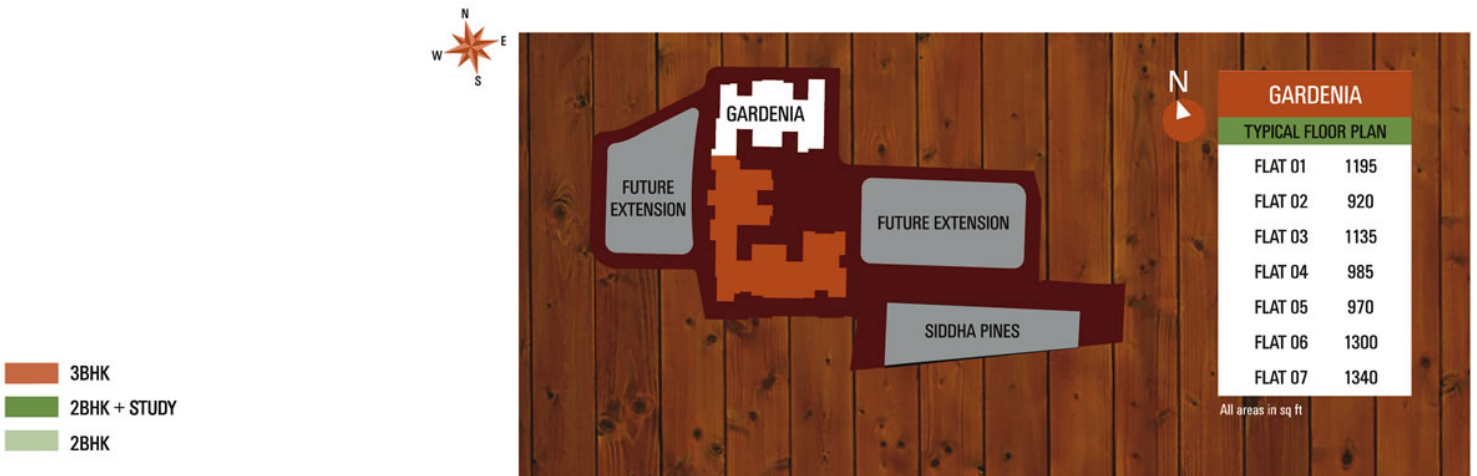 N
W E
S
3BHK
2BHK + STUDY
2BHK
GARDENIA
FUTURE
EXTENSION
FUTURE EXTENSION
SIDDHA PINES
N
GARDENIA
TYPICAL FLOOR PLAN
FLAT 01 1195
FLAT 02 920
FLAT 03 1135
FLAT 04 985
FLAT 05 970
FLAT 06 1300
FLAT 07 1340
All areas in sq ft